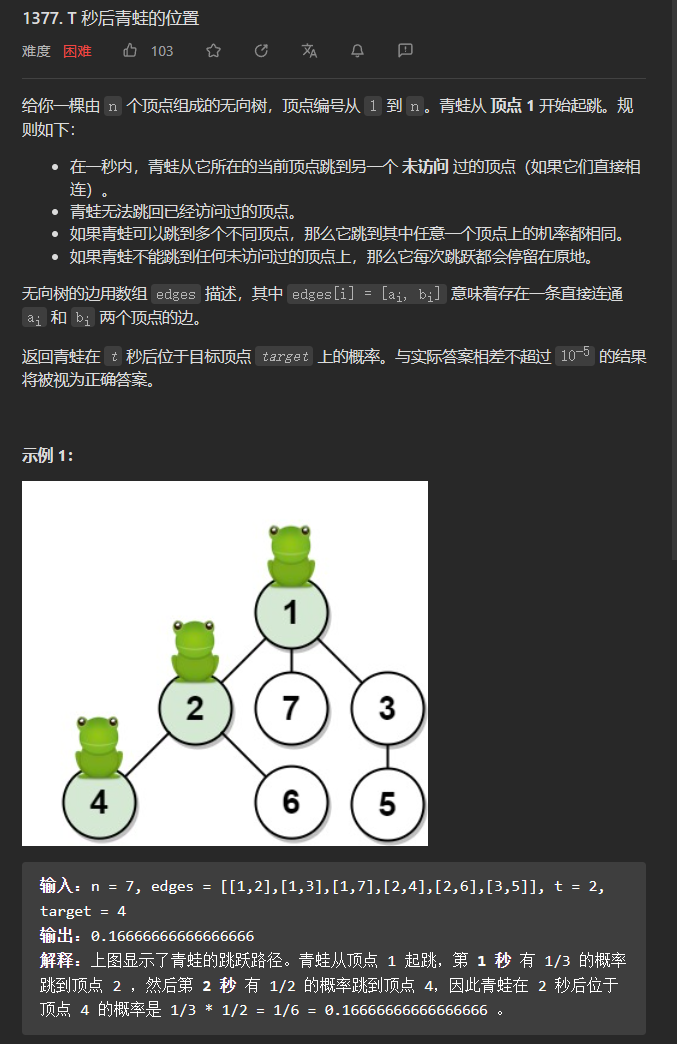 1377. T 秒后青蛙的位置
难度 困难 103
给你一棵由 n 个顶点组成的无向树，顶点编号从 1 到 n。青蛙从 顶点 1 开始起跳。规
则如下：
在一秒内，青蛙从它所在的当前顶点跳到另一个 未访问 过的顶点（如果它们直接相
连）。
青蛙无法跳回已经访问过的顶点。
如果青蛙可以跳到多个不同顶点，那么它跳到其中任意一个顶点上的机率都相同。
如果青蛙不能跳到任何未访问过的顶点上，那么它每次跳跃都会停留在原地。
无向树的边用数组 edges 描述，其中 edges[i] = [aᵢ, bᵢ] 意味着存在一条直接连通
aᵢ 和 bᵢ 两个顶点的边。
返回青蛙在 t 秒后位于目标顶点 target 上的概率。与实际答案相差不超过 10⁻⁵ 的结果
将被视为正确答案。
示例 1：
1
2 7 3
4 6 5
输入：n = 7, edges = [[1,2],[1,3],[1,7],[2,4],[2,6],[3,5]], t = 2,
target = 4
输出：0.16666666666666666
解释：上图显示了青蛙的跳跃路径。青蛙从顶点 1 起跳，第 1 秒 有 1/3 的概率
跳到顶点 2 ，然后第 2 秒 有 1/2 的概率跳到顶点 4，因此青蛙在 2 秒后位于
顶点 4 的概率是 1/3 * 1/2 = 1/6 = 0.16666666666666666 。